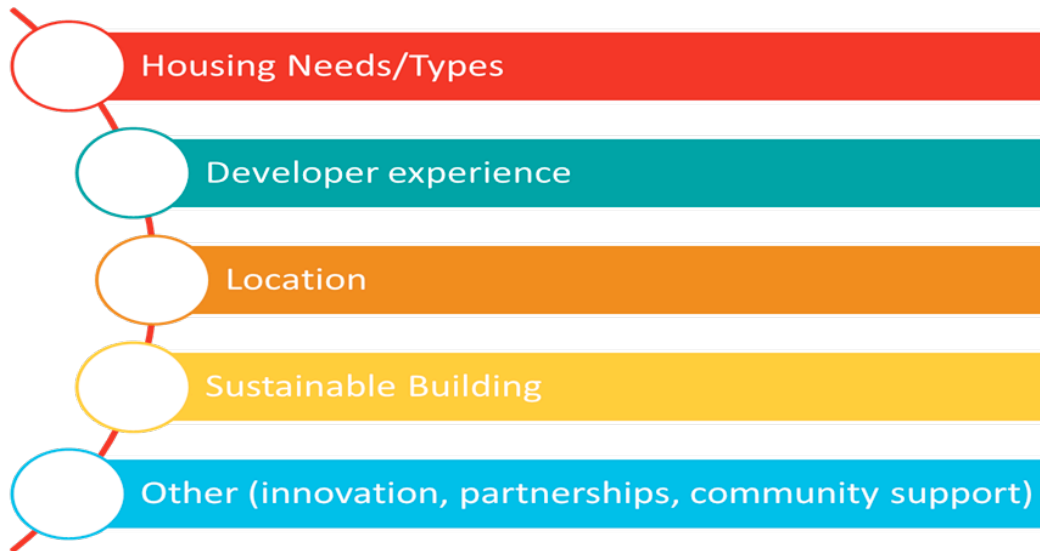 Housing Needs/Types
Developer experience
Location
Sustainable Building
Other (innovation, partnerships, community support)